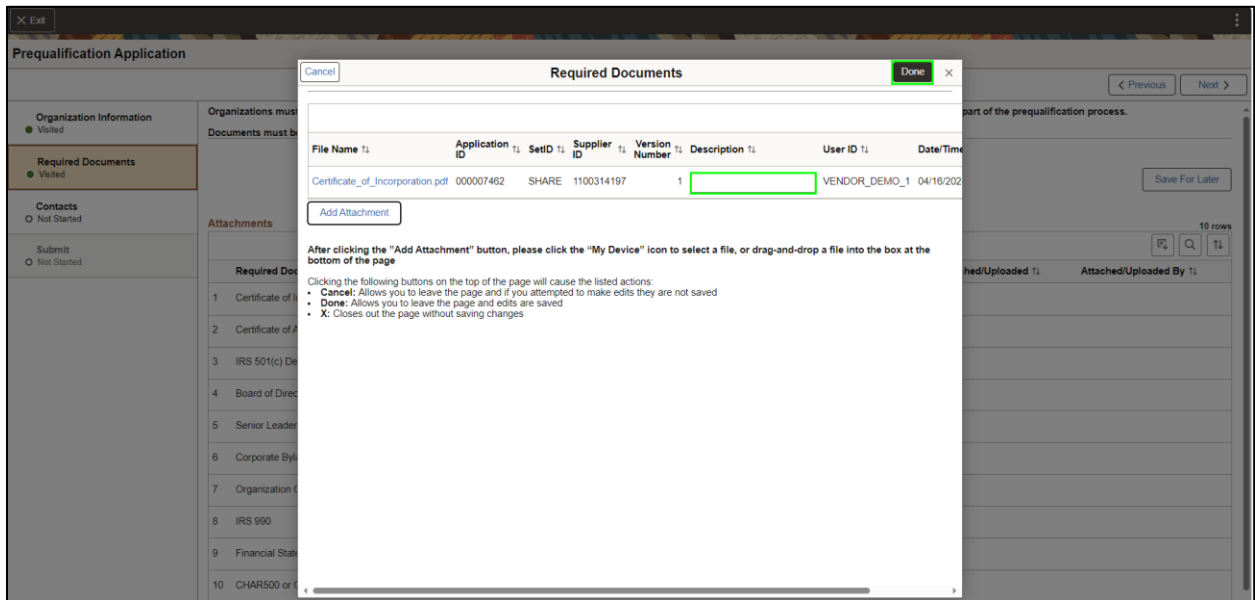 Exit
Prequalification Application
Previous Next
Organization Information
Visited
Required Documents
Visited
Contacts
Not Started
Submit
Not Started
Organizations must part of the prequalification process.
Documents must
Save For Later
Attachments 10 rows
Required hed/Uploaded Attached/Uploaded By
1 Certificate of
2 Certificate of
3 IRS 501(c)
4 Board of
5 Senior
6 Corporate
7 Organization
8 IRS 990
9 Financial
10 CHAR500 or
Cancel Required Documents Done
File Name Application ID SetID Supplier ID Version Number Description User ID Date/Time
Certificate_of_Incorporation.pdf 000007462 SHARE 1100314197 1 VENDOR_DEMO_1 04/16/202
Add Attachment
After clicking the "Add Attachment" button, please click the “My Device” icon to select a file, or drag-and-drop a file into the box at the
bottom of the page
Clicking the following buttons on the top of the page will cause the listed actions:
• Cancel: Allows you to leave the page and if you attempted to make edits they are not saved
• Done: Allows you to leave the page and edits are saved
• X: Closes out the page without saving changes